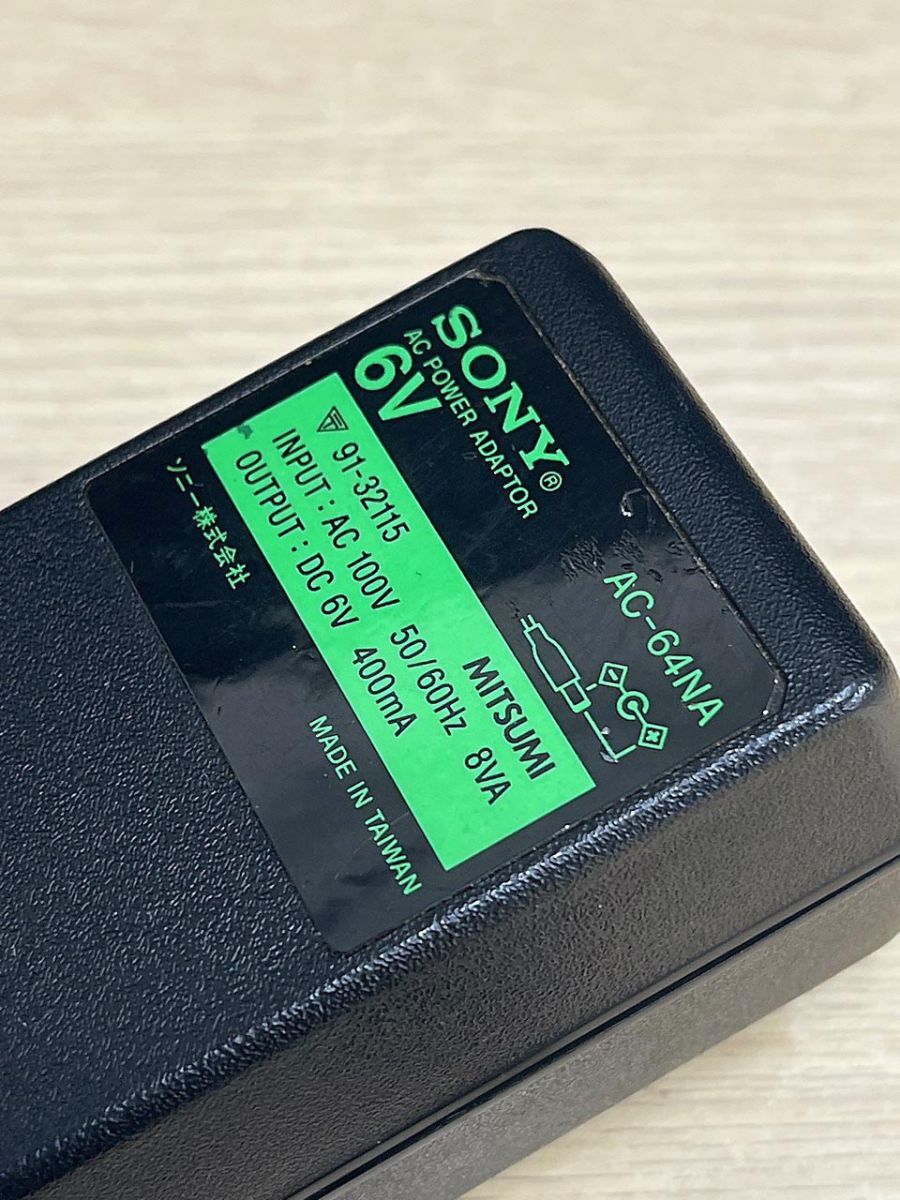 SONY®
AC POWER ADAPTOR
AC-64NA
6V
91-32115 MITSUMI
INPUT : AC 100V 50/60Hz 8VA
OUTPUT : DC 6V 400mA
ソニー株式会社 MADE IN TAIWAN